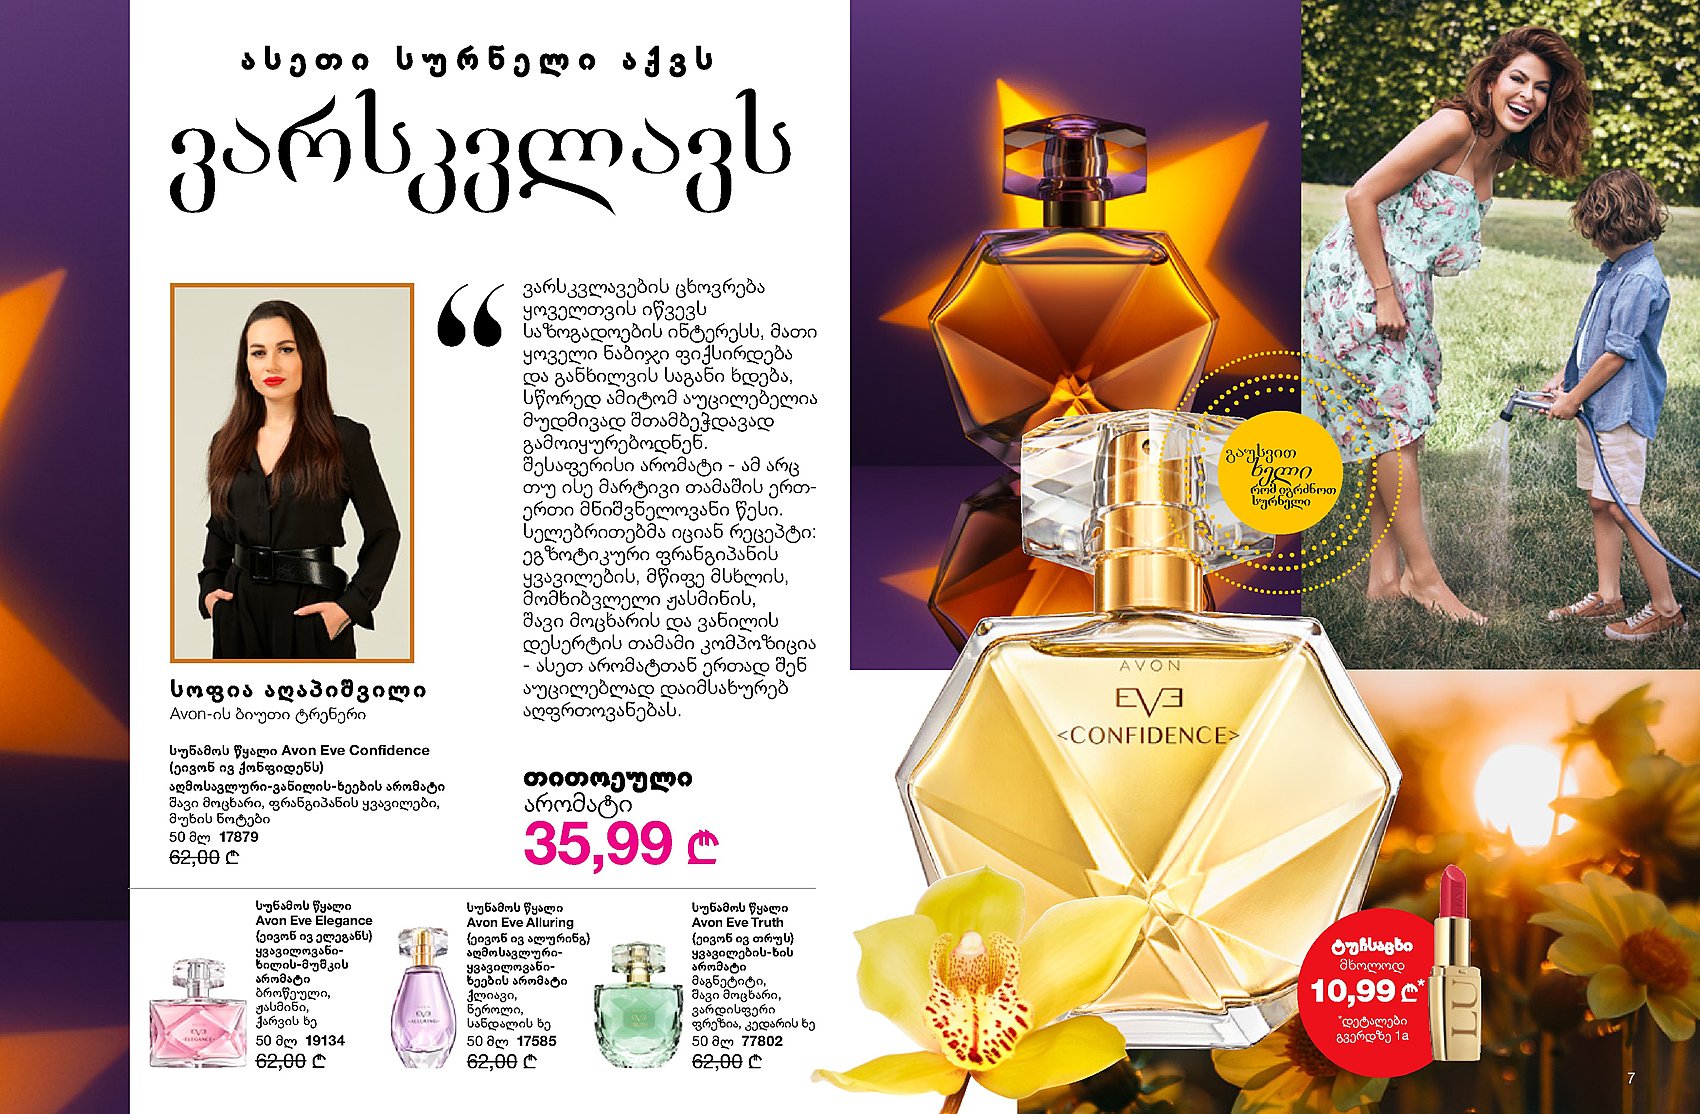 ასეთი სურნელი აქვს
ვარსკვლავს
“
ვარსკვლავების ცხოვრება
ყოველთვის იწვევს
საზოგადოების ინტერესს, მათი
ყოველი ნაბიჯი ფიქსირდება
და განხილვის საგანი ხდება,
სწორედ ამიტომ აუცილებელია
მუდმივად შთამბეჭდავად
გამოიყურებოდნენ.
შესაფერისი არომატი - ამ არც
თუ ისე მარტივი თამაშის ერთ-
ერთი მნიშვნელოვანი წესი.
სელებრითებმა იციან რეცეპტი:
ეგზოტიკური ფრანგიპანის
ყვავილების, მწიფე მსხლის,
მომხიბვლელი ჟასმინის,
შავი მოცხარის და ვანილის
დესერტის თამამი კომპოზიცია
- ასეთ არომატთან ერთად შენ
აუცილებლად დაიმსახურებ
აღფრთოვანებას.
სოფია აღაპიშვილი
Avon-ის ბიუთი ტრენერი
სუნამოს წყალი Avon Eve Confidence
(ეივონ ივ ქონფიდენს)
აღმოსავლური-ვანილის-ხეების არომატი
შავი მოცხარი, ფრანგიპანის ყვავილები,
მუხის ნოტები
50 მლ 17879
62,00 ₾
თითოეული
არომატი
35,99 ₾
სუნამოს წყალი
Avon Eve Elegance
(ეივონ ივ ელეგანს)
ყვავილოვანი-
ხილის-მუშკის
არომატი
ბროწეული,
ჟასმინი,
ქარვის ხე
50 მლ 19134
62,00 ₾
სუნამოს წყალი
Avon Eve Alluring
(ეივონ ივ ალურინგ)
აღმოსავლური-
ყვავილოვანი-
ხეების არომატი
ქლიავი,
ნეროლი,
სანდალის ხე
50 მლ 17585
62,00 ₾
სუნამოს წყალი
Avon Eve Truth
(ეივონ ივ თრუს)
ყვავილების-ხის
არომატი
მაგნეტიტი,
შავი მოცხარი,
ვარდისფერი
ფრეზია, კედარის ხე
50 მლ 77802
62,00 ₾
გაუსვით
ხელი
რომ იგრძნოთ
სურნელი
AVON
EVE
<CONFIDENCE>
ტუჩსაცხი
მხოლოდ
10,99 ₾*
*დეტალები
გვერდზე 1a
LU
7